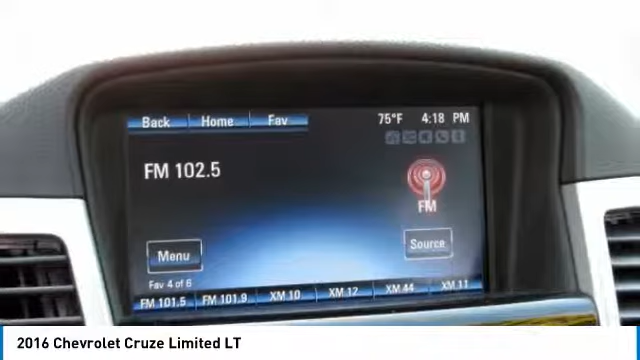 Back Home Fav 75°F 4:18 PM
FM 102.5
FM
Menu Source
Fav 4 of 6
FM 101.5 FM 101.9 XM 10 XM 12 XM 44 XM 11
2016 Chevrolet Cruze Limited LT